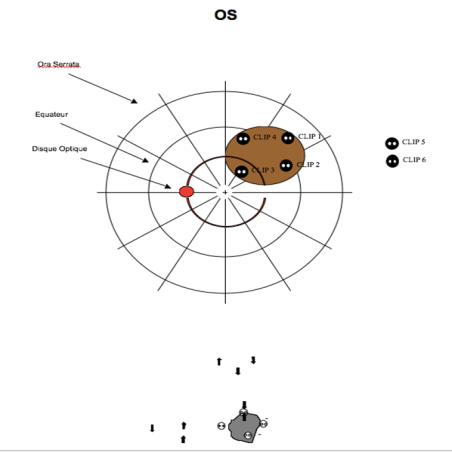 OS
Ora Serrata
Equateur
Disque Optique
CLIP 4
CLIP 1
CLIP 5
CLIP 6
CLIP 2
CLIP 3